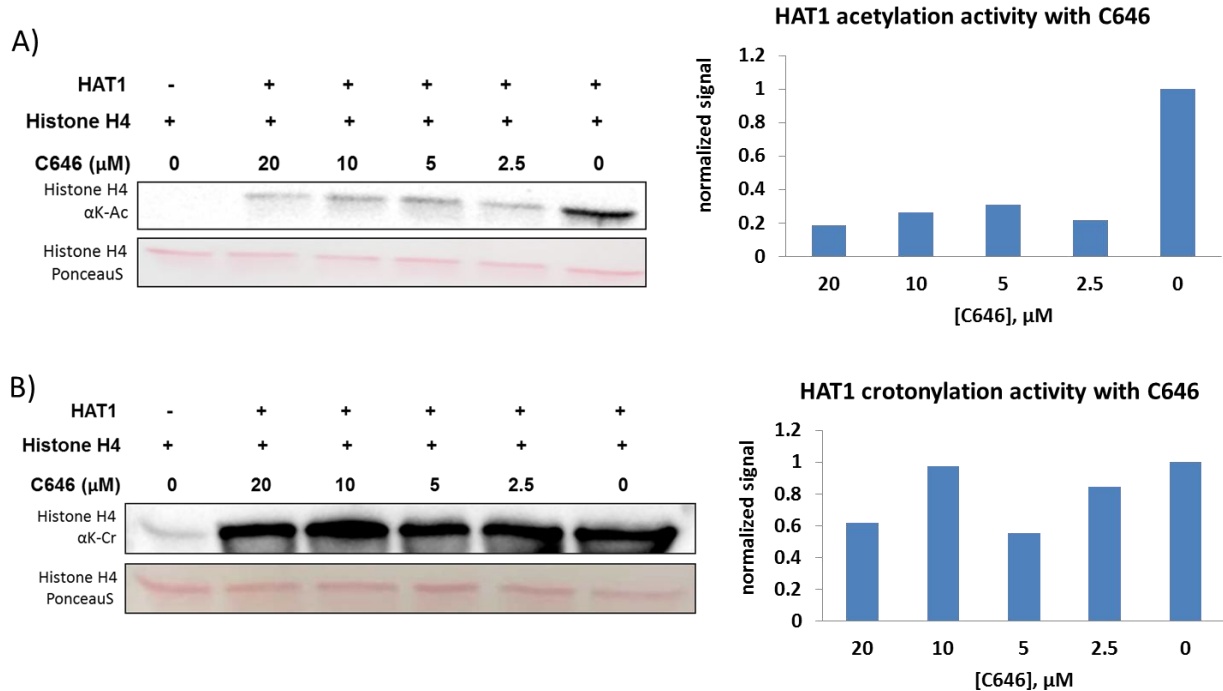 A)
HAT1 - + + + + +
Histone H4 + + + + + +
C646 (µM) 0 20 10 5 2.5 0
Histone H4
αK-Ac
Histone H4
PonceauS
HAT1 acetylation activity with C646
normalized signal
1.2
1
0.8
0.6
0.4
0.2
0
20 10 5 2.5 0
[C646], µM
B)
HAT1 - + + + + +
Histone H4 + + + + + +
C646 (µM) 0 20 10 5 2.5 0
Histone H4
αK-Cr
Histone H4
PonceauS
HAT1 crotonylation activity with C646
normalized signal
1.2
1
0.8
0.6
0.4
0.2
0
20 10 5 2.5 0
[C646], µM